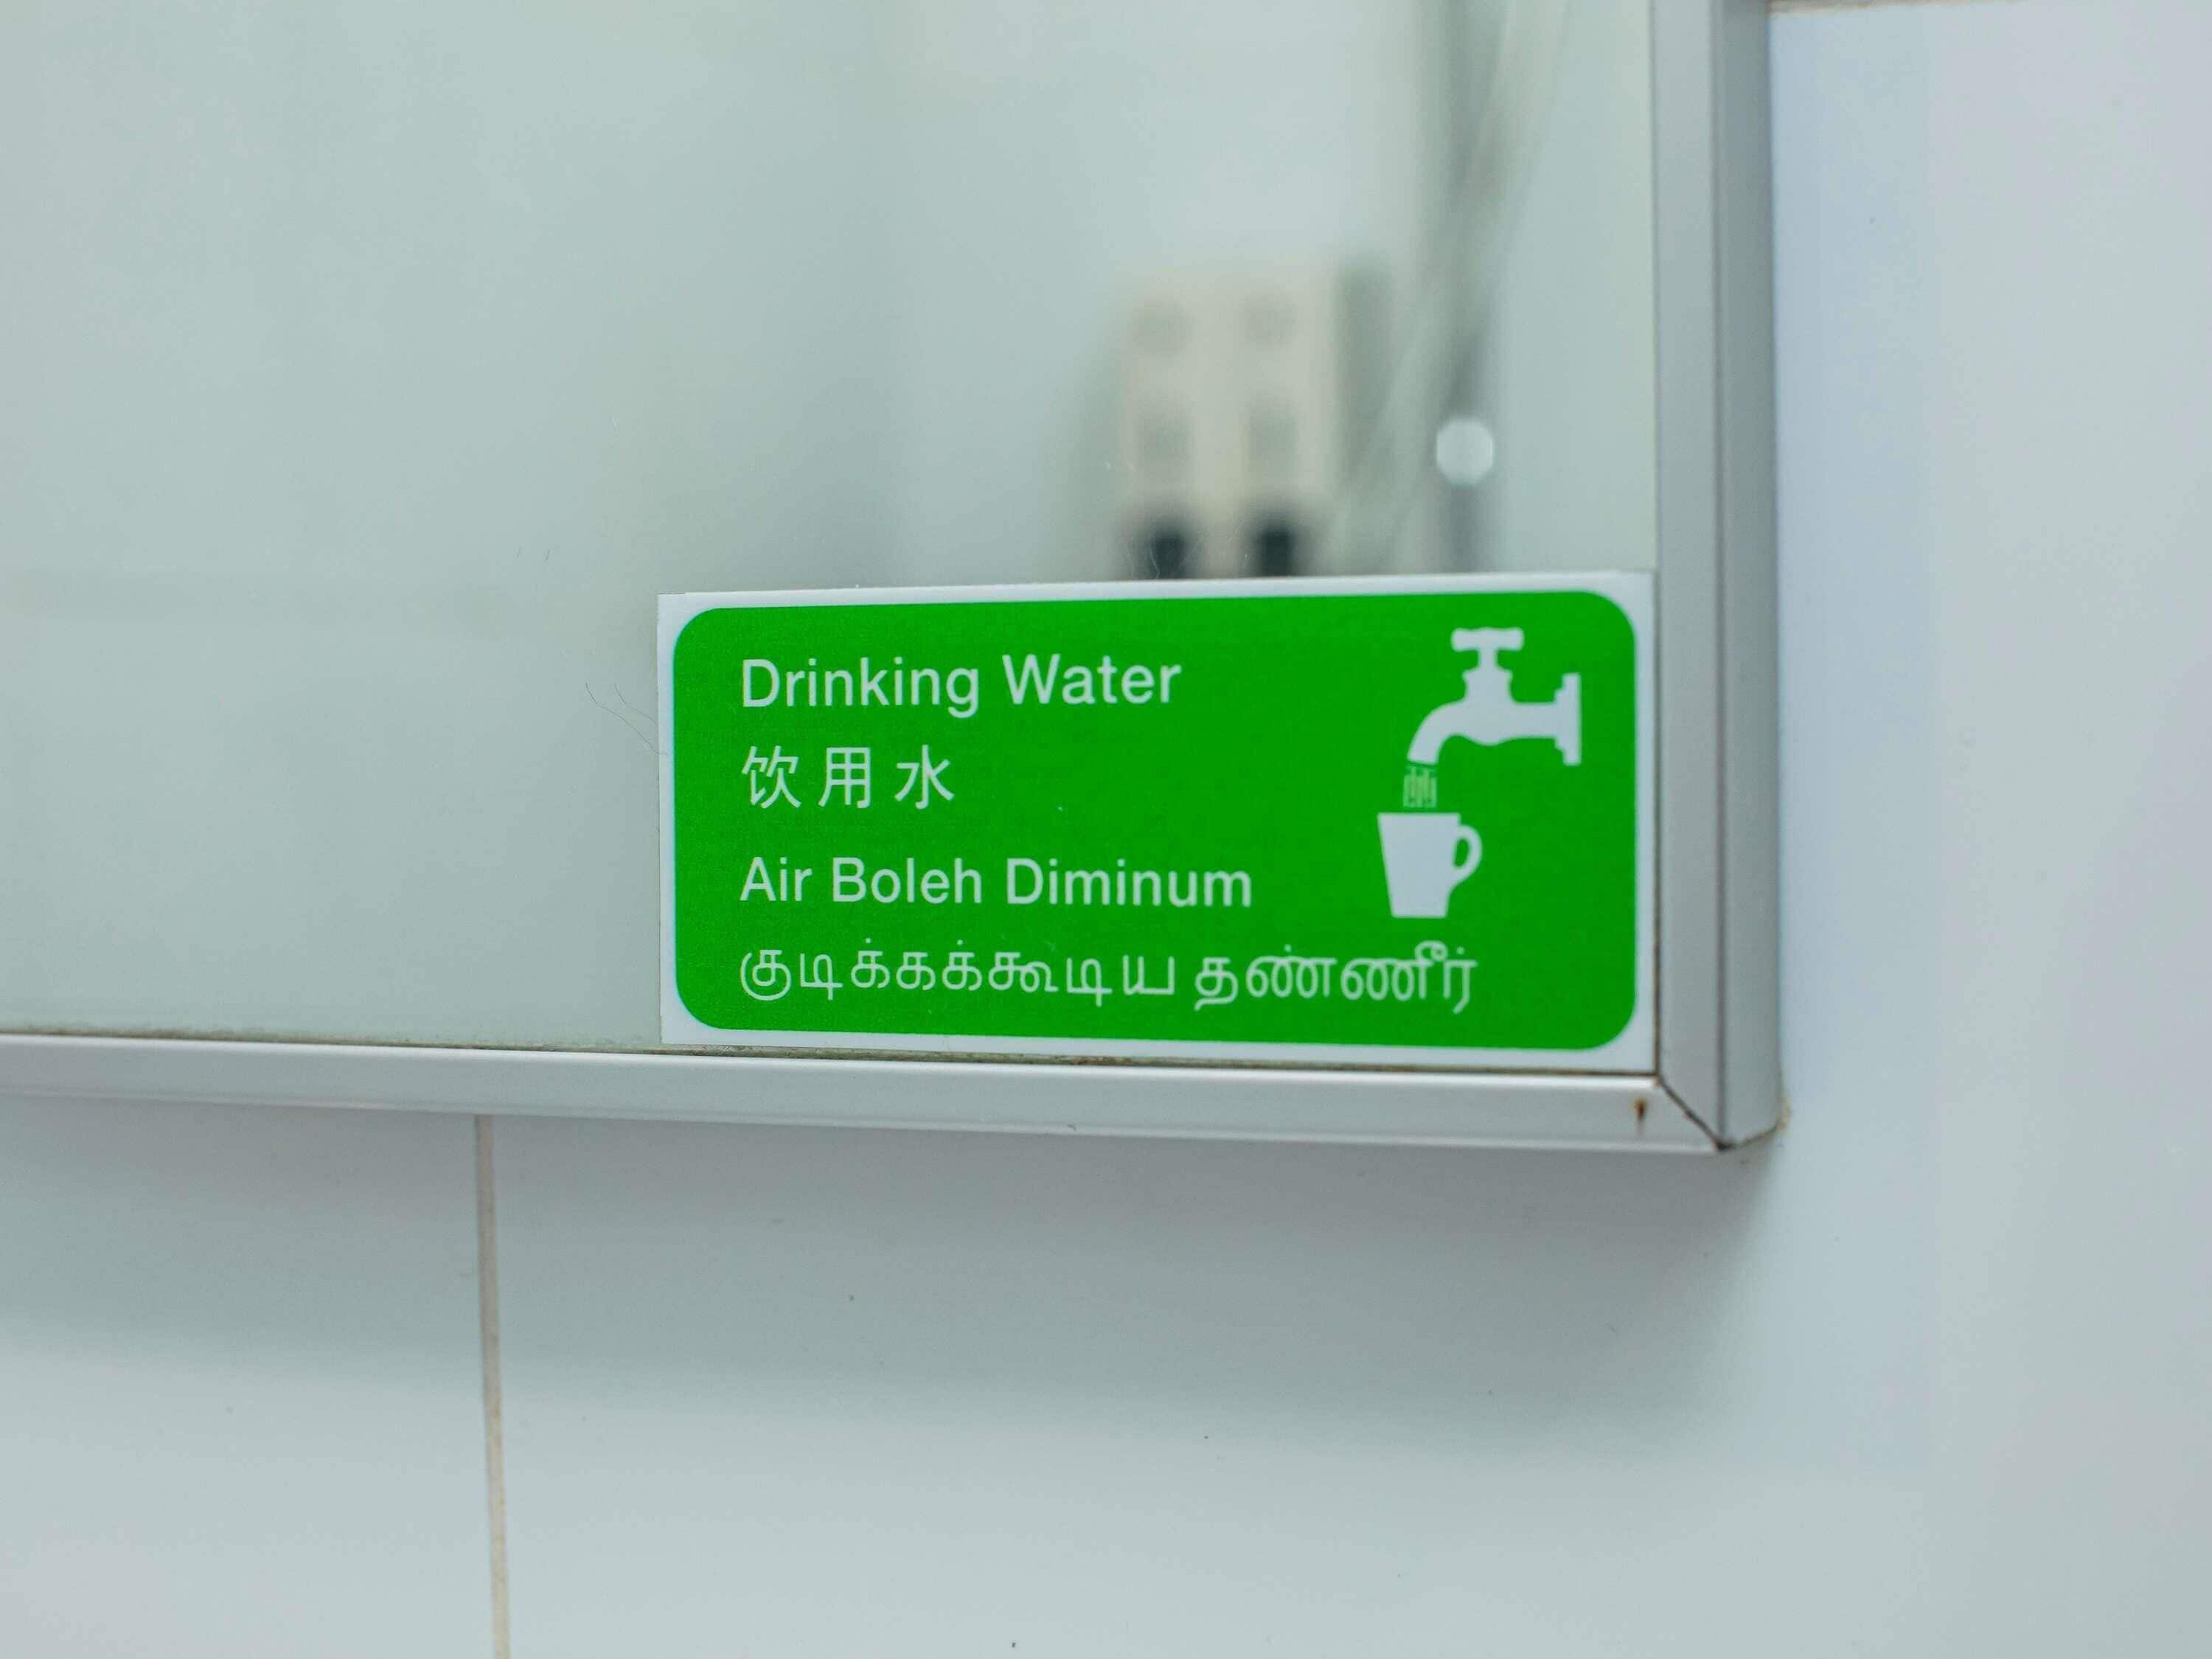 Drinking Water
饮用水
Air Boleh Diminum
குடிக்கக்கூடிய தண்ணீர்